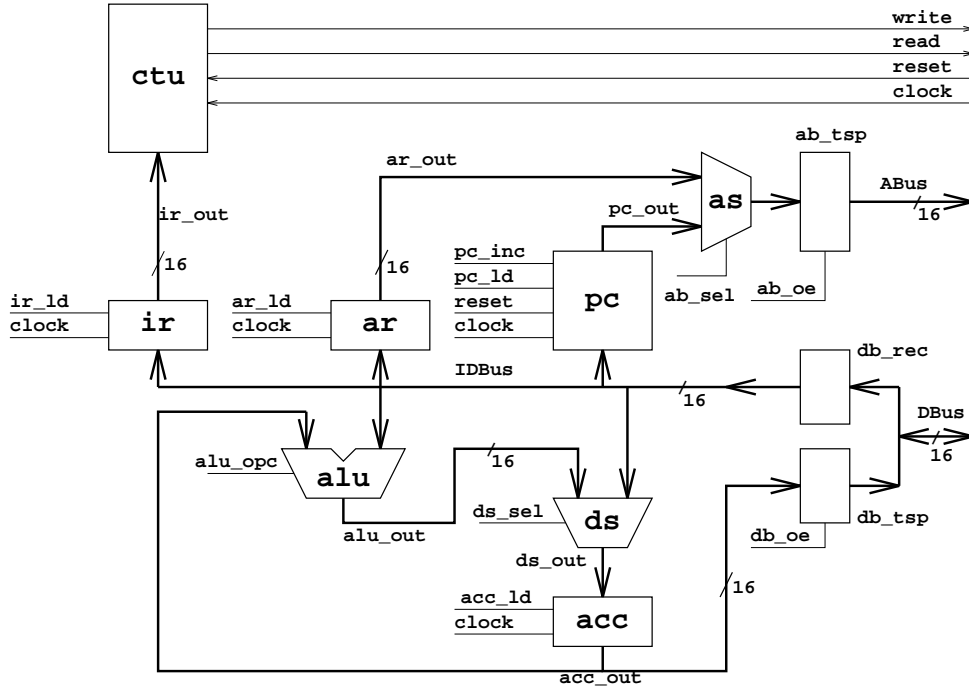 write
read
ctu
reset
clock
ab_tsp
ar_out
ABus
as
ir_out
pc_out
16
16
16
pc_inc
pc_ld
ab_sel
ab_oe
ir_ld
ar_ld
reset
pc
clock
ir
clock
ar
clock
db_rec
IDBus
16
DBus
16
alu_opc
alu
16
ds_sel
ds
db_tsp
alu_out
db_oe
ds_out
16
acc_ld
acc
clock
acc_out